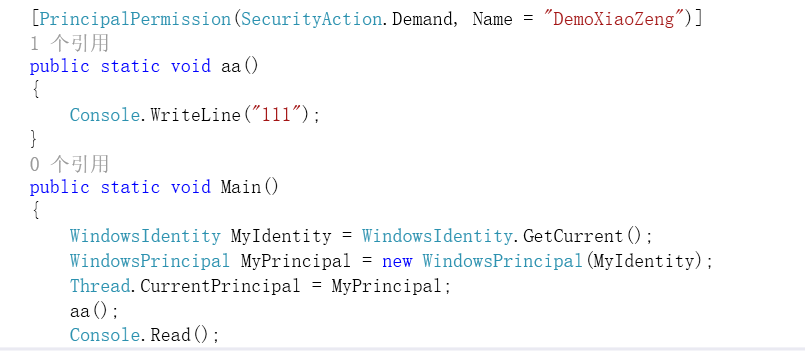 [PrincipalPermission(SecurityAction.Demand, Name = "DemoXiaoZeng")]
1 个引用
public static void aa()
{
    Console.WriteLine("111");
}
0 个引用
public static void Main()
{
    WindowsIdentity MyIdentity = WindowsIdentity.GetCurrent();
    WindowsPrincipal MyPrincipal = new WindowsPrincipal(MyIdentity);
    Thread.CurrentPrincipal = MyPrincipal;
    aa();
    Console.Read();